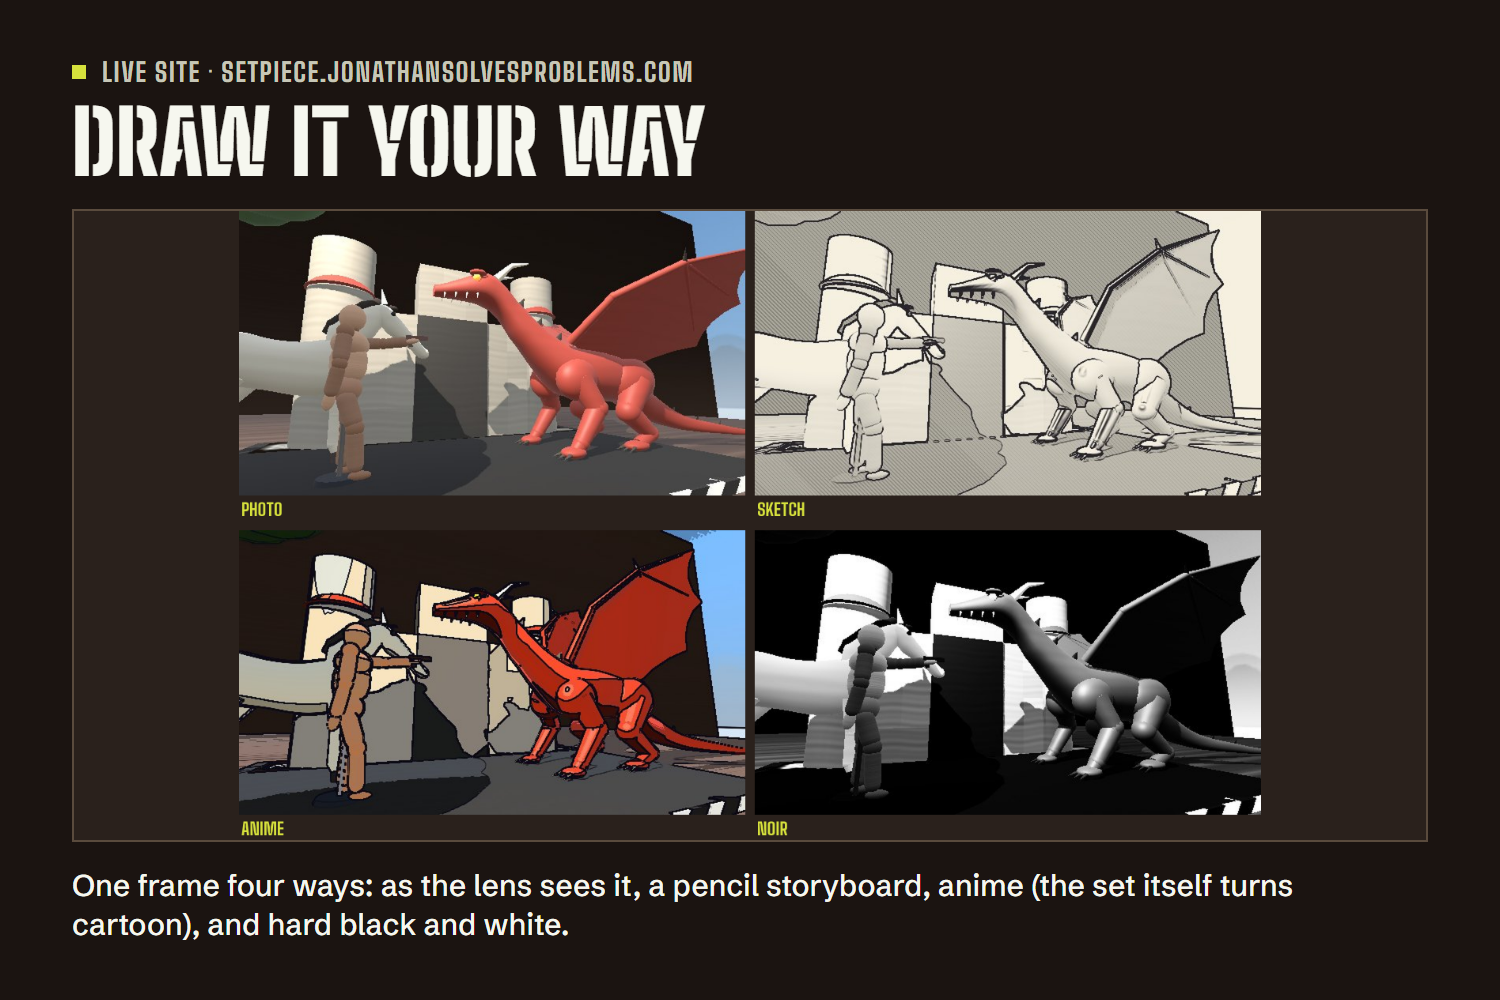 LIVE SITE · SETPIECE.JONATHANSOLVESPROBLEMS.COM
DRAW IT YOUR WAY
PHOTO
SKETCH
ANIME
NOIR
One frame four ways: as the lens sees it, a pencil storyboard, anime (the set itself turns
cartoon), and hard black and white.